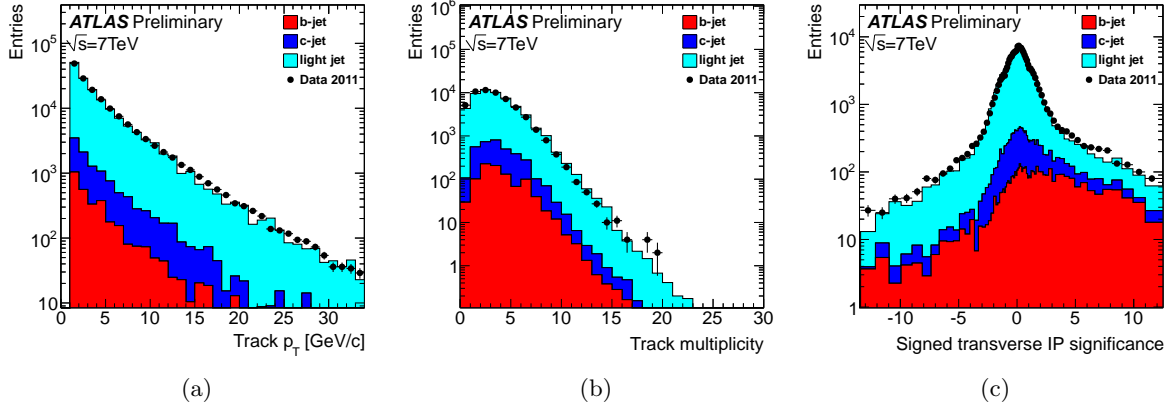 Entries
ATLAS Preliminary
√s=7TeV
b-jet
c-jet
light jet
Data 2011
10^5
10^4
10^3
10^2
10
0 5 10 15 20 25 30
Track p_T [GeV/c]
(a)
Entries
ATLAS Preliminary
√s=7TeV
b-jet
c-jet
light jet
Data 2011
10^6
10^5
10^4
10^3
10^2
10
1
0 5 10 15 20 25 30
Track multiplicity
(b)
Entries
ATLAS Preliminary
√s=7TeV
b-jet
c-jet
light jet
Data 2011
10^4
10^3
10^2
10
1
-10 -5 0 5 10
Signed transverse IP significance
(c)